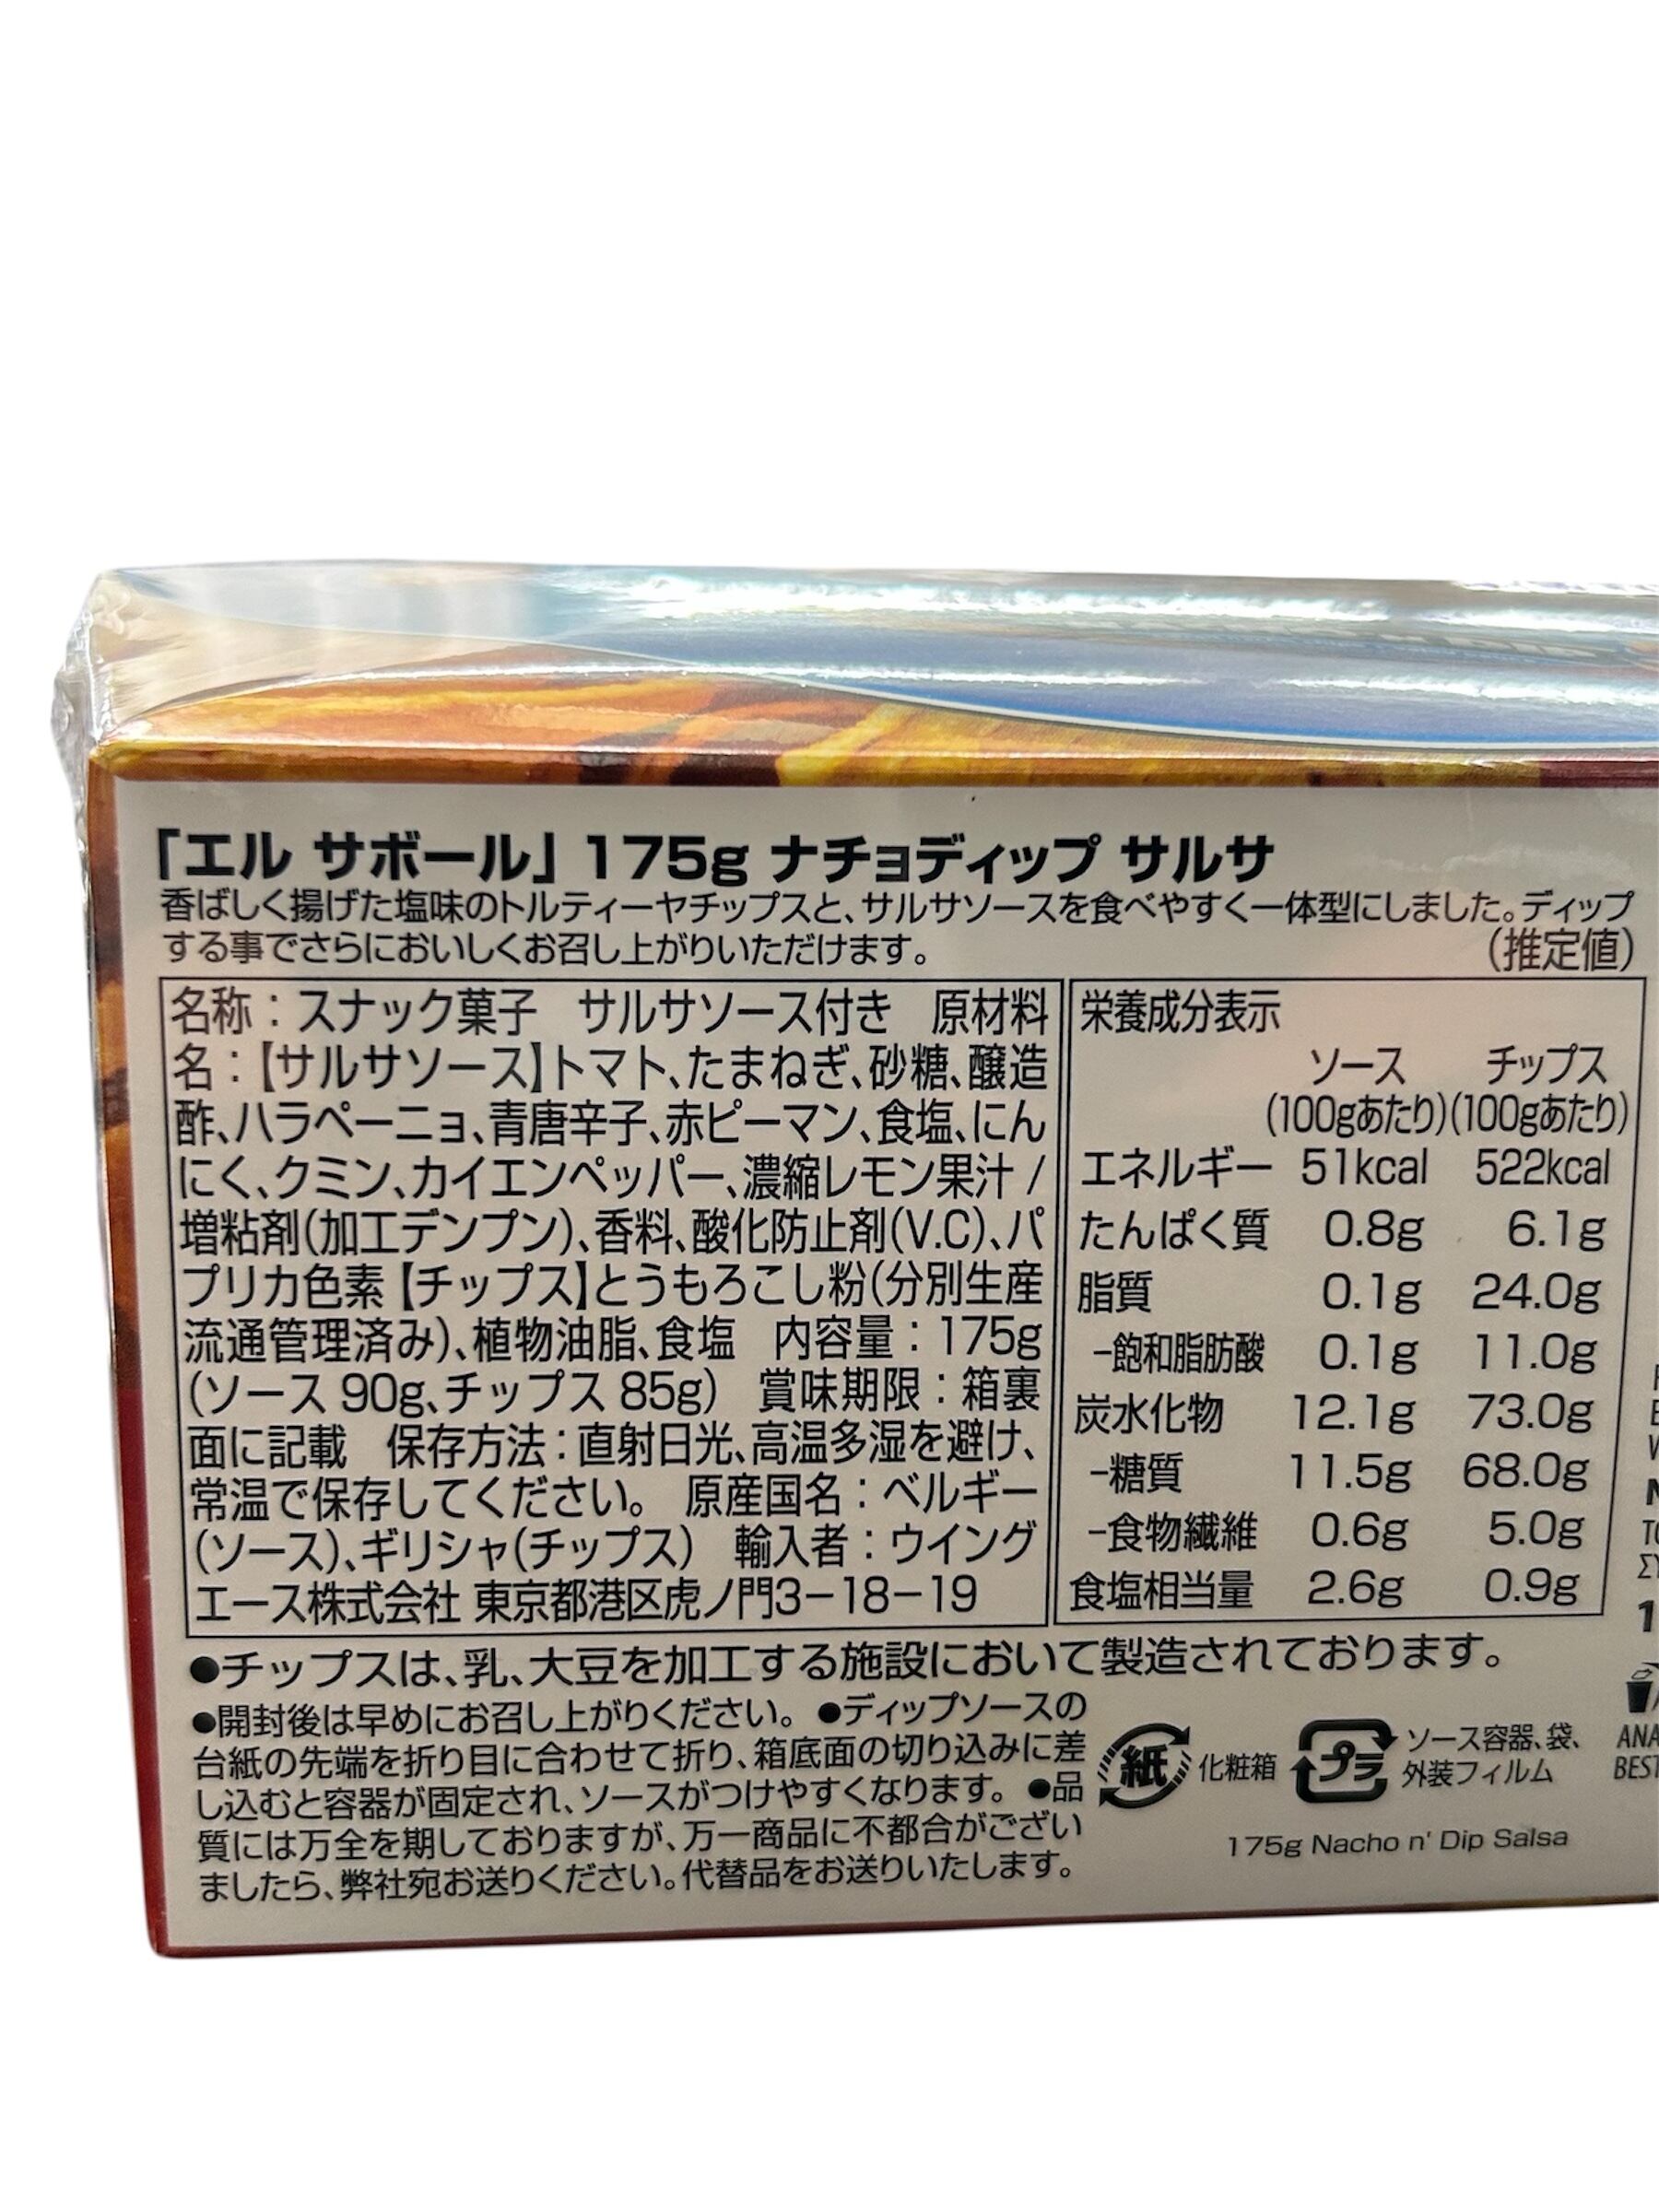 「エル サボール」 175g ナチョディップ サルサ
香ばしく揚げた塩味のトルティーヤチップスと、サルサソースを食べやすく一体型にしました。ディップ
する事でさらにおいしくお召し上がりいただけます。
（推定値）
名称：スナック菓子　サルサソース付き　原材料
名：【サルサソース】トマト、たまねぎ、砂糖、醸造
酢、ハラペーニョ、青唐辛子、赤ピーマン、食塩、にん
にく、クミン、カイエンペッパー、濃縮レモン果汁 /
増粘剤(加工デンプン)、香料、酸化防止剤(V.C)、パ
プリカ色素【チップス】とうもろこし粉(分別生産
流通管理済み)、植物油脂、食塩　内容量：175g
(ソース 90g、チップス 85g)　賞味期限：箱裏
面に記載　保存方法：直射日光、高温多湿を避け、
常温で保存してください。　原産国名：ベルギー
(ソース)、ギリシャ(チップス)　輸入者：ウイング
エース株式会社 東京都港区虎ノ門3−18−19
栄養成分表示
ソース チップス
(100gあたり) (100gあたり)
エネルギー 51kcal 522kcal
たんぱく質 0.8g 6.1g
脂質 0.1g 24.0g
−飽和脂肪酸 0.1g 11.0g
炭水化物 12.1g 73.0g
−糖質 11.5g 68.0g
−食物繊維 0.6g 5.0g
食塩相当量 2.6g 0.9g
●チップスは、乳、大豆を加工する施設において製造されております。
●開封後は早めにお召し上がりください。●ディップソースの
台紙の先端を折り目に合わせて折り、箱底面の切り込みに差
し込むと容器が固定され、ソースがつけやすくなります。●品
質には万全を期しておりますが、万一商品に不都合がござい
ましたら、弊社宛お送りください。代替品をお送りいたします。
紙 化粧箱
プラ ソース容器、袋、
外装フィルム
175g Nacho n' Dip Salsa
ANA
BEST